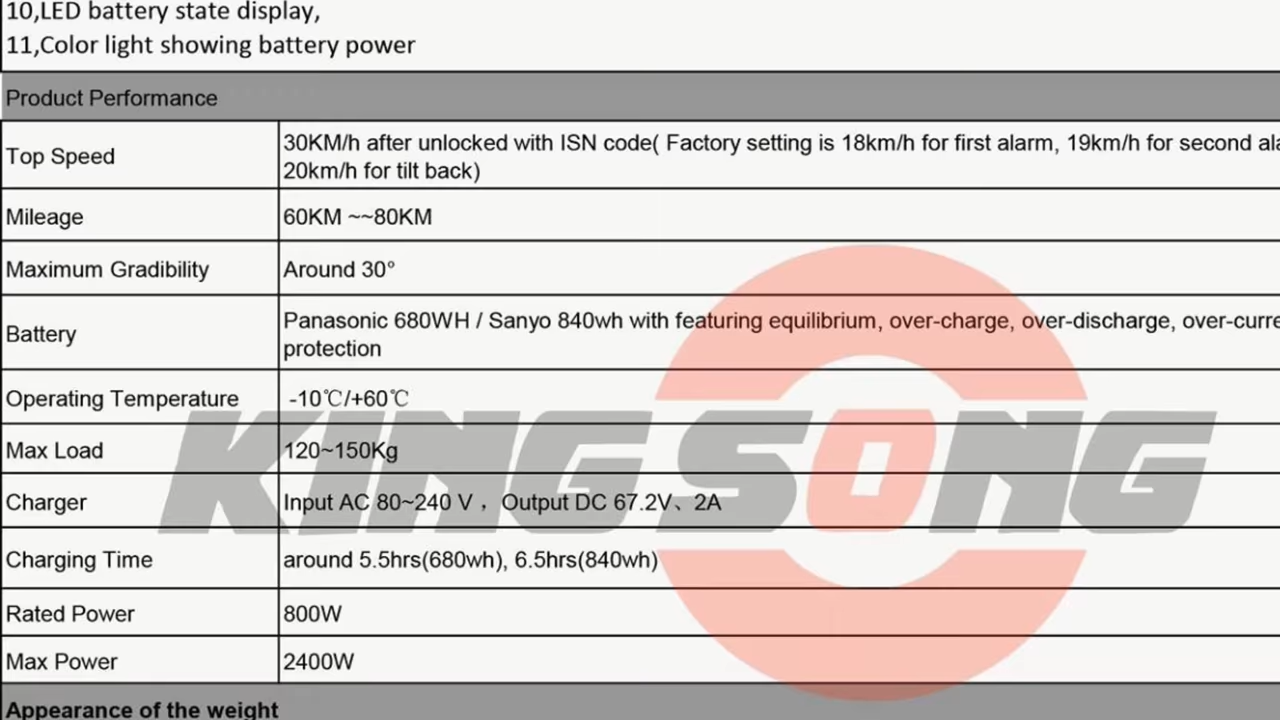 10,LED battery state display,
11,Color light showing battery power
Product Performance
Top Speed
30KM/h after unlocked with ISN code( Factory setting is 18km/h for first alarm, 19km/h for second
20km/h for tilt back)
Mileage
60KM ~~80KM
Maximum Gradibility
Around 30°
Battery
Panasonic 680WH / Sanyo 840wh with featuring equilibrium, over-charge, over-discharge,
protection
Operating Temperature
-10℃/+60℃
Max Load
120~150Kg
Charger
Input AC 80~240 V ，Output DC 67.2V、2A
Charging Time
around 5.5hrs(680wh), 6.5hrs(840wh)
Rated Power
800W
Max Power
2400W
Appearance of the weight
KINGSONG